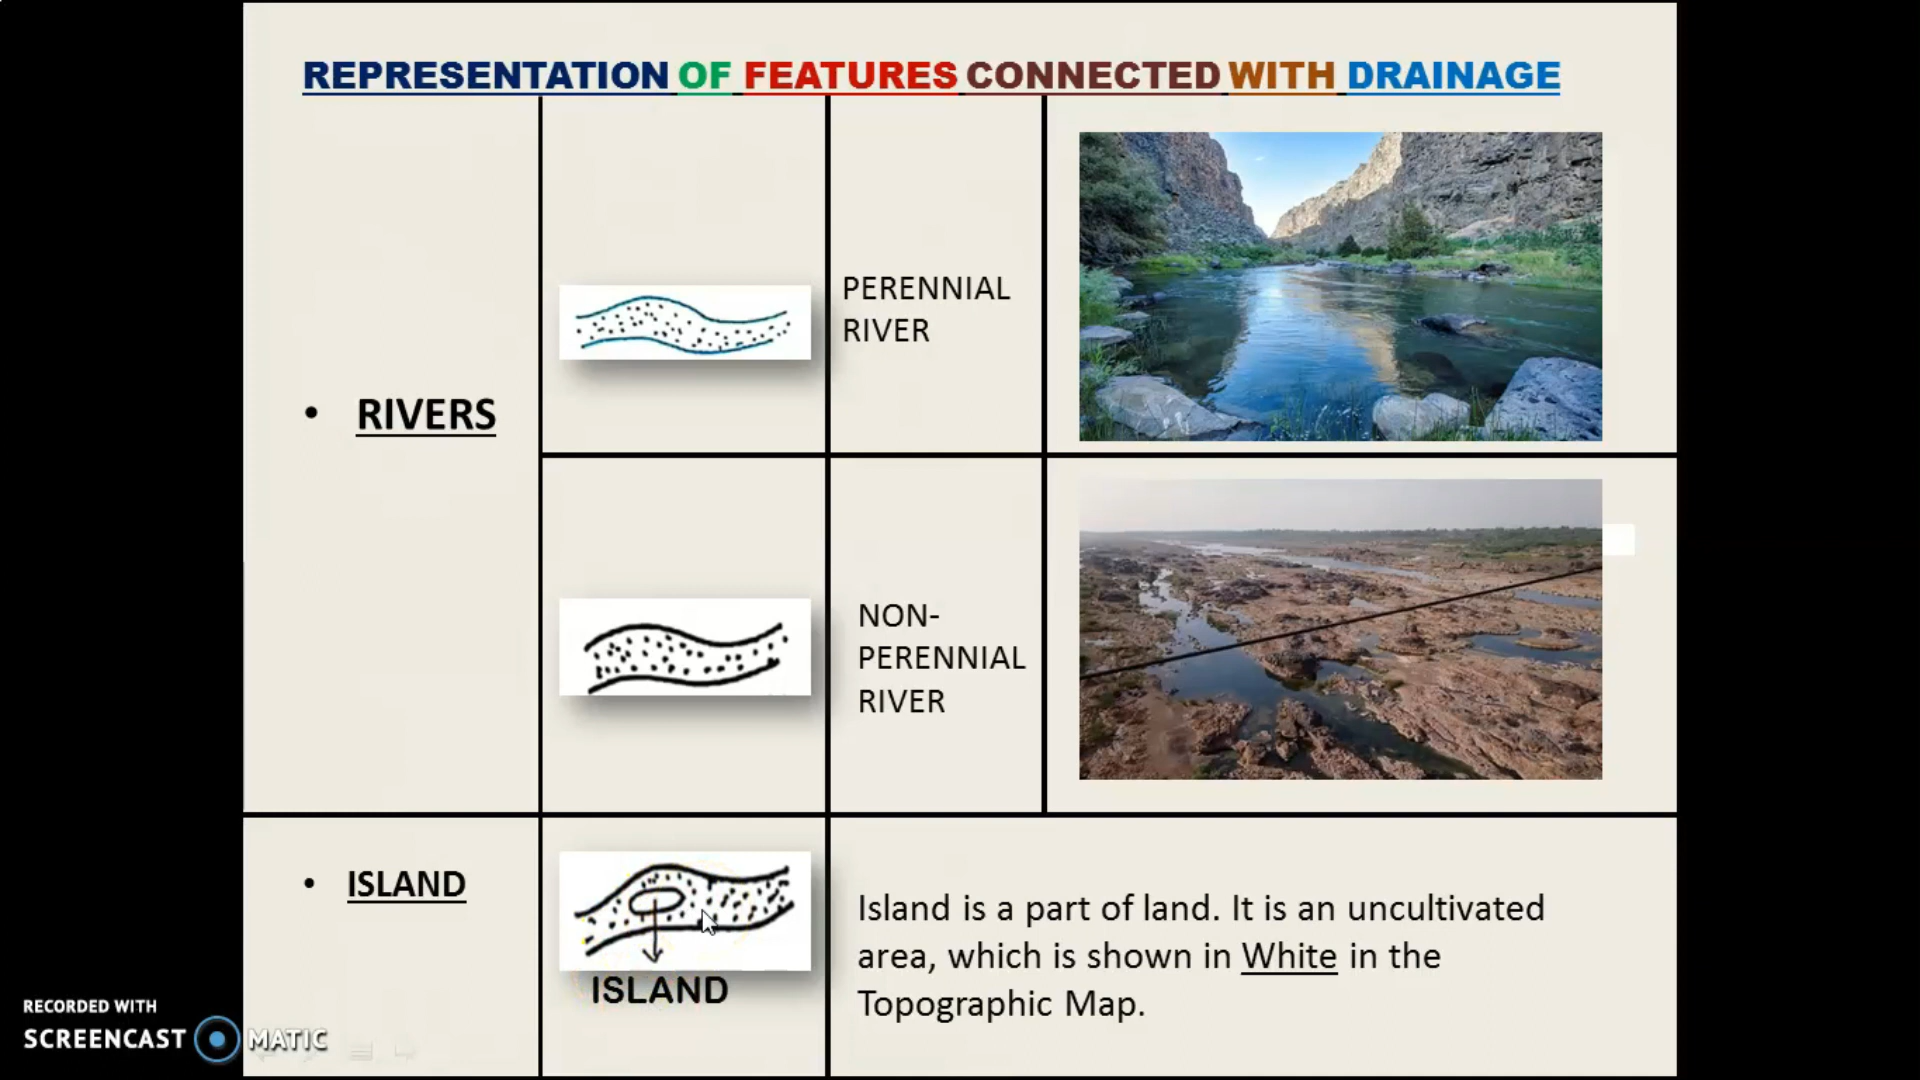 REPRESENTATION OF FEATURES CONNECTED WITH DRAINAGE
• RIVERS
PERENNIAL
RIVER
NON-
PERENNIAL
RIVER
• ISLAND
ISLAND
Island is a part of land. It is an uncultivated
area, which is shown in White in the
Topographic Map.
RECORDED WITH
SCREENCAST MATIC